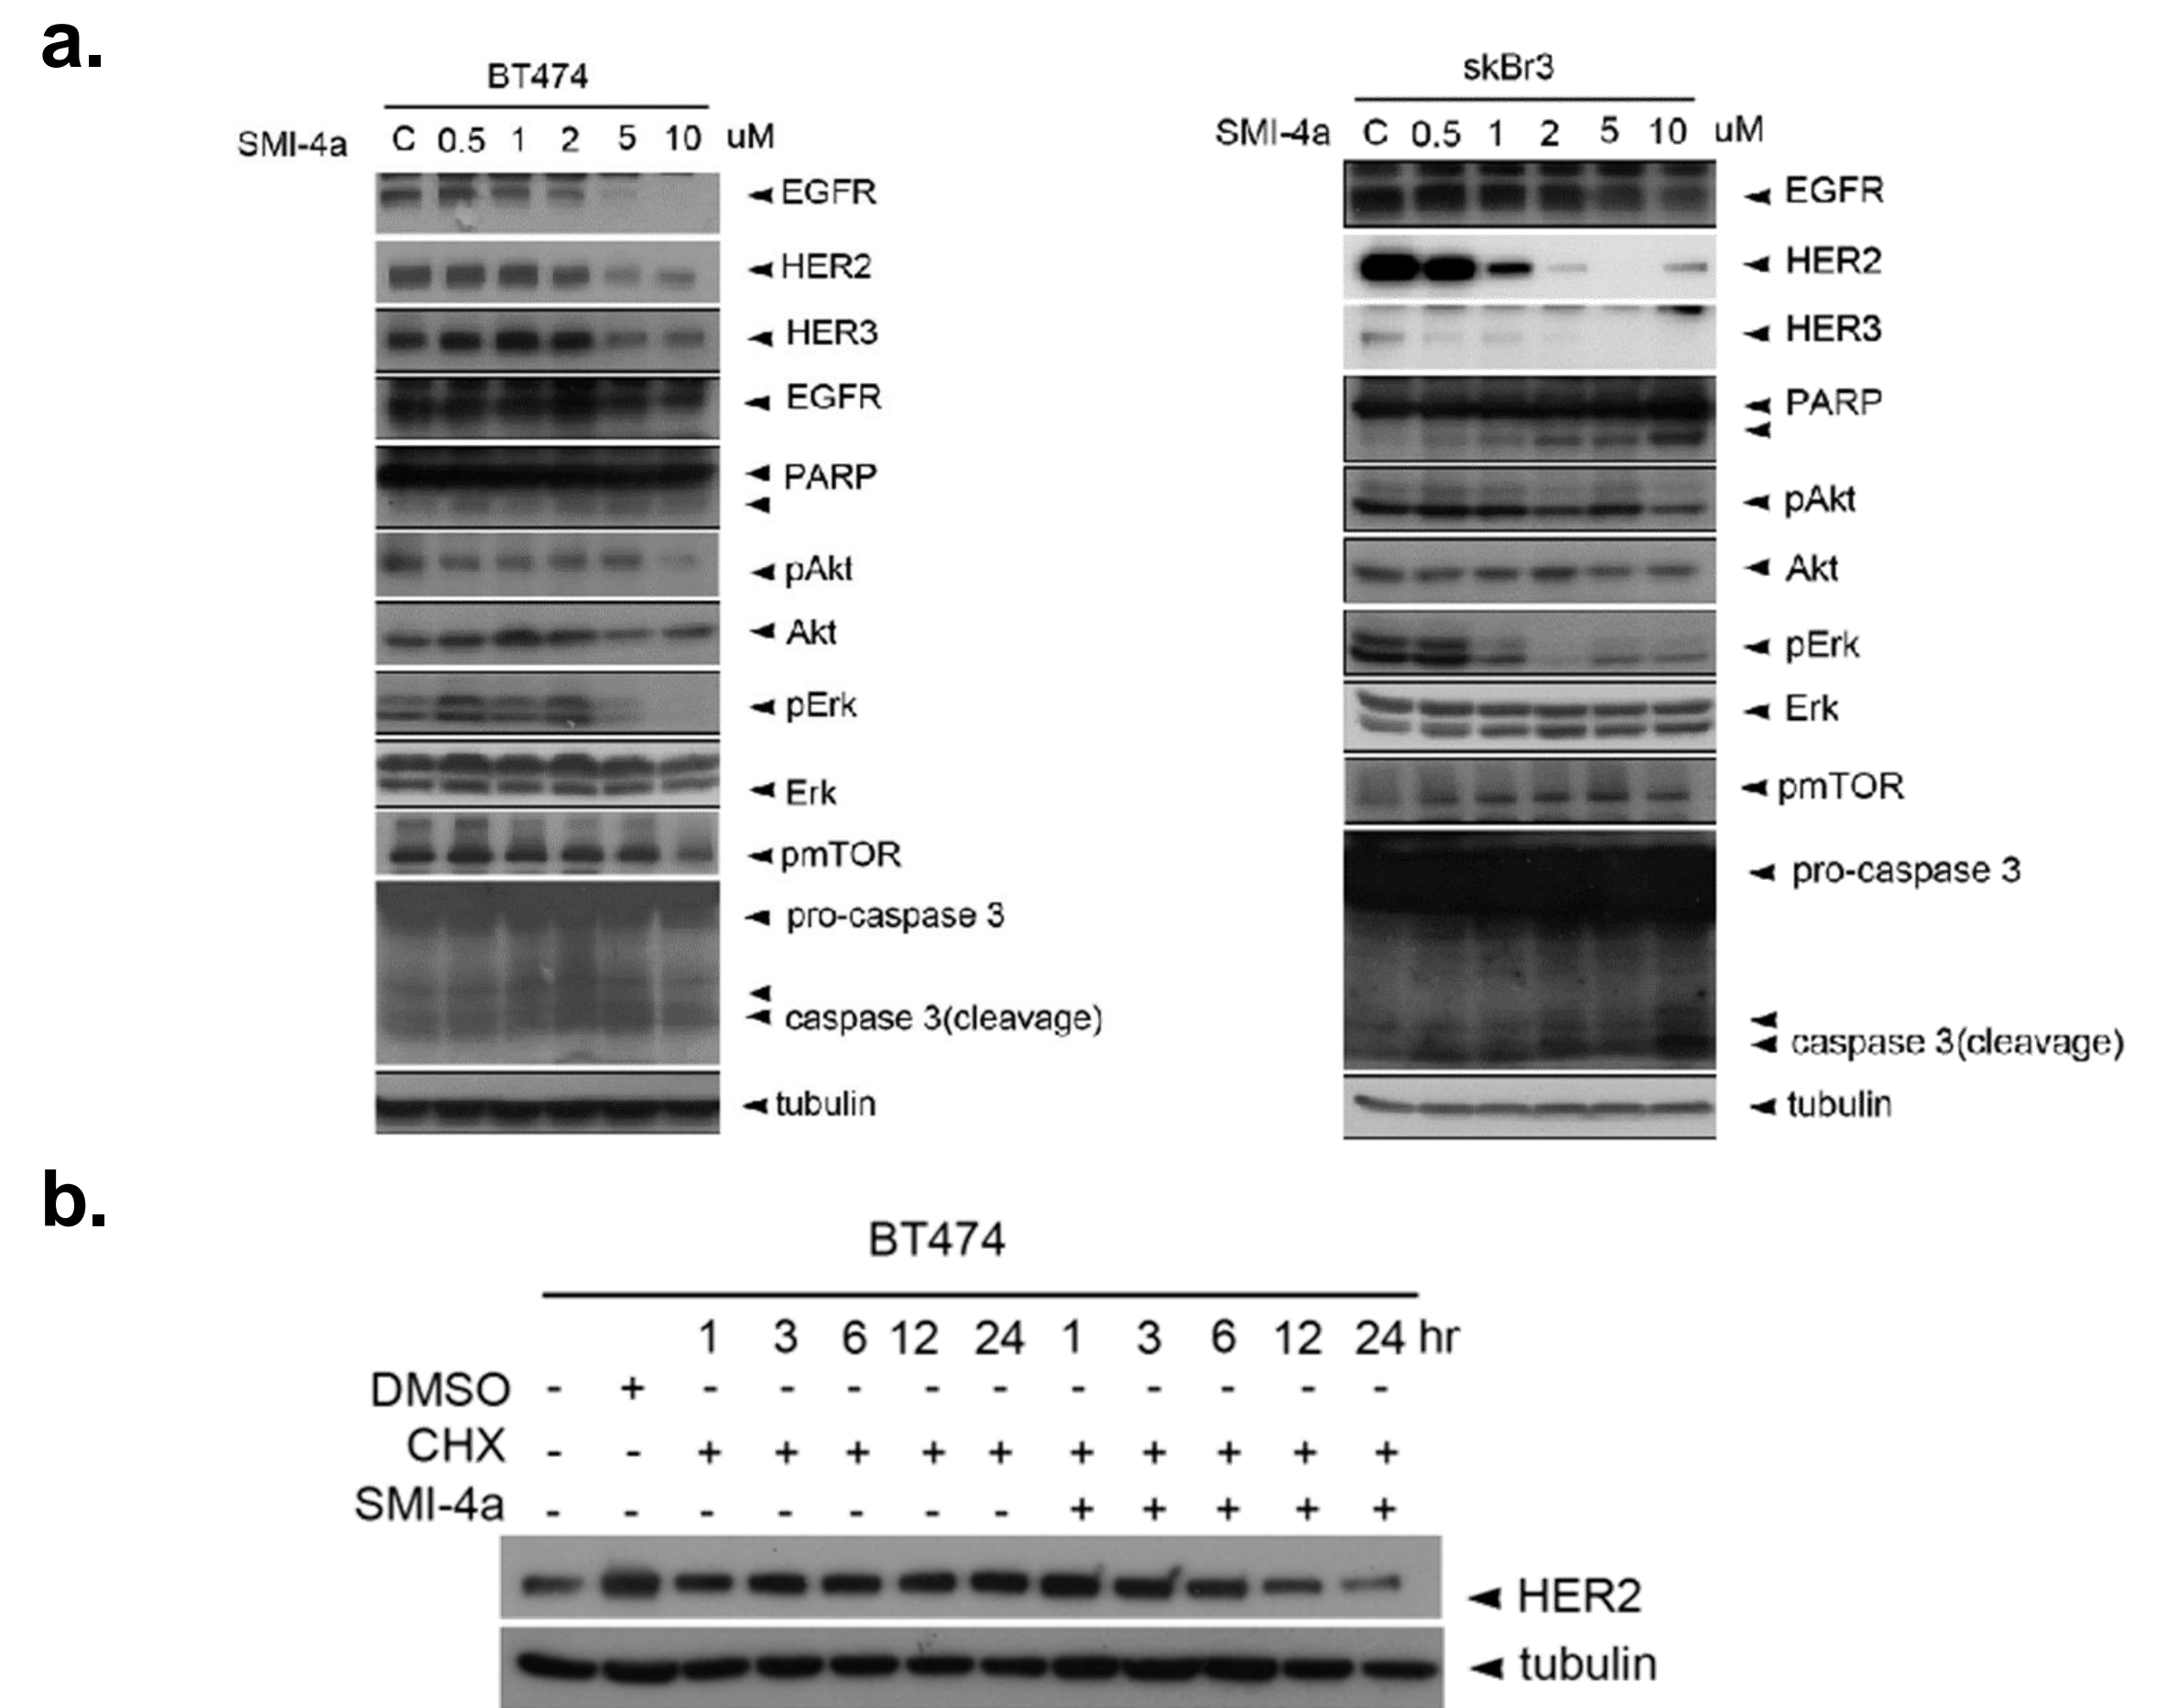 a.
BT474
SMI-4a C 0.5 1 2 5 10 uM
EGFR
HER2
HER3
EGFR
PARP
pAkt
Akt
pErk
Erk
pmTOR
pro-caspase 3
caspase 3(cleavage)
tubulin
skBr3
SMI-4a C 0.5 1 2 5 10 uM
EGFR
HER2
HER3
PARP
pAkt
Akt
pErk
Erk
pmTOR
pro-caspase 3
caspase 3(cleavage)
tubulin
b.
BT474
1 3 6 12 24 1 3 6 12 24 hr
DMSO - + - - - - - - - - - -
CHX - - + + + + + + + + + +
SMI-4a - - - - - - - + + + + +
HER2
tubulin